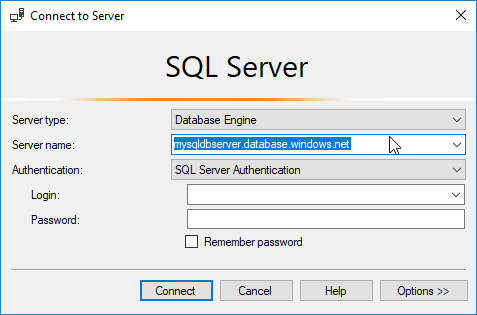 Connect to Server
SQL Server
Server type: Database Engine
Server name: mysqldbserver.database.windows.net
Authentication: SQL Server Authentication
Login:
Password:
Remember password
Connect Cancel Help Options >>